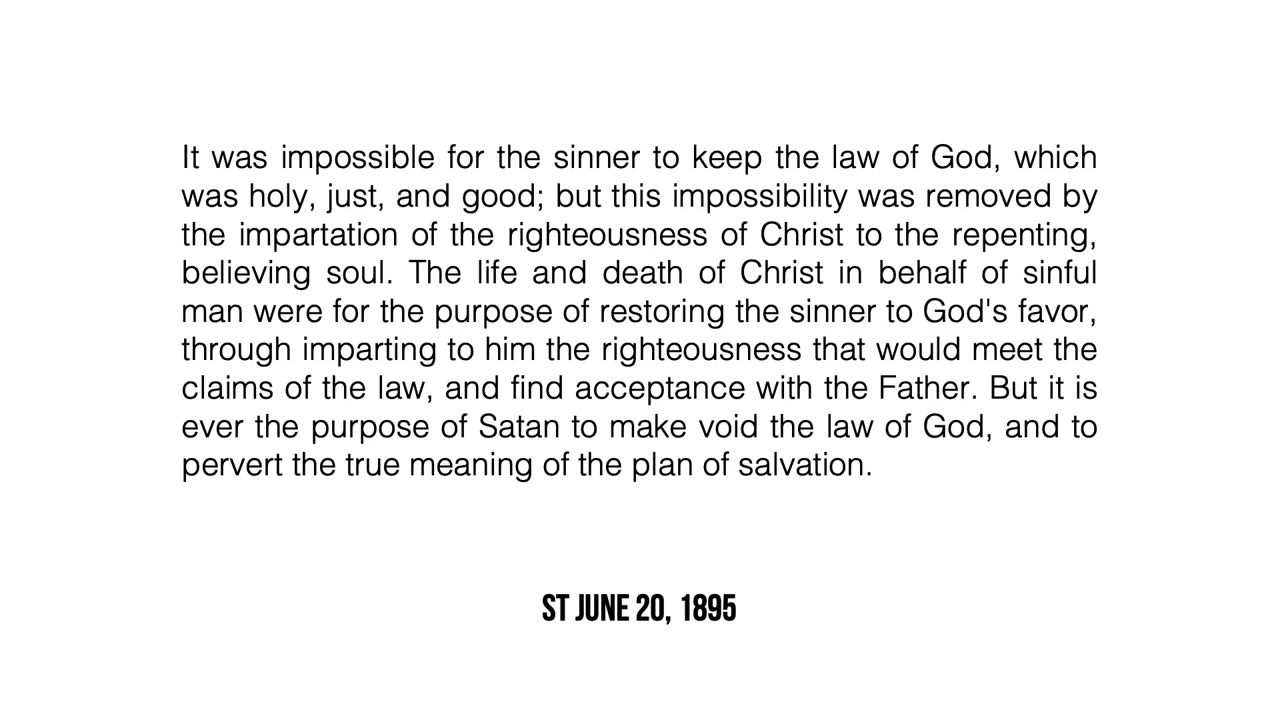 It was impossible for the sinner to keep the law of God, which
was holy, just, and good; but this impossibility was removed by
the impartation of the righteousness of Christ to the repenting,
believing soul. The life and death of Christ in behalf of sinful
man were for the purpose of restoring the sinner to God's favor,
through imparting to him the righteousness that would meet the
claims of the law, and find acceptance with the Father. But it is
ever the purpose of Satan to make void the law of God, and to
pervert the true meaning of the plan of salvation.
ST JUNE 20, 1895